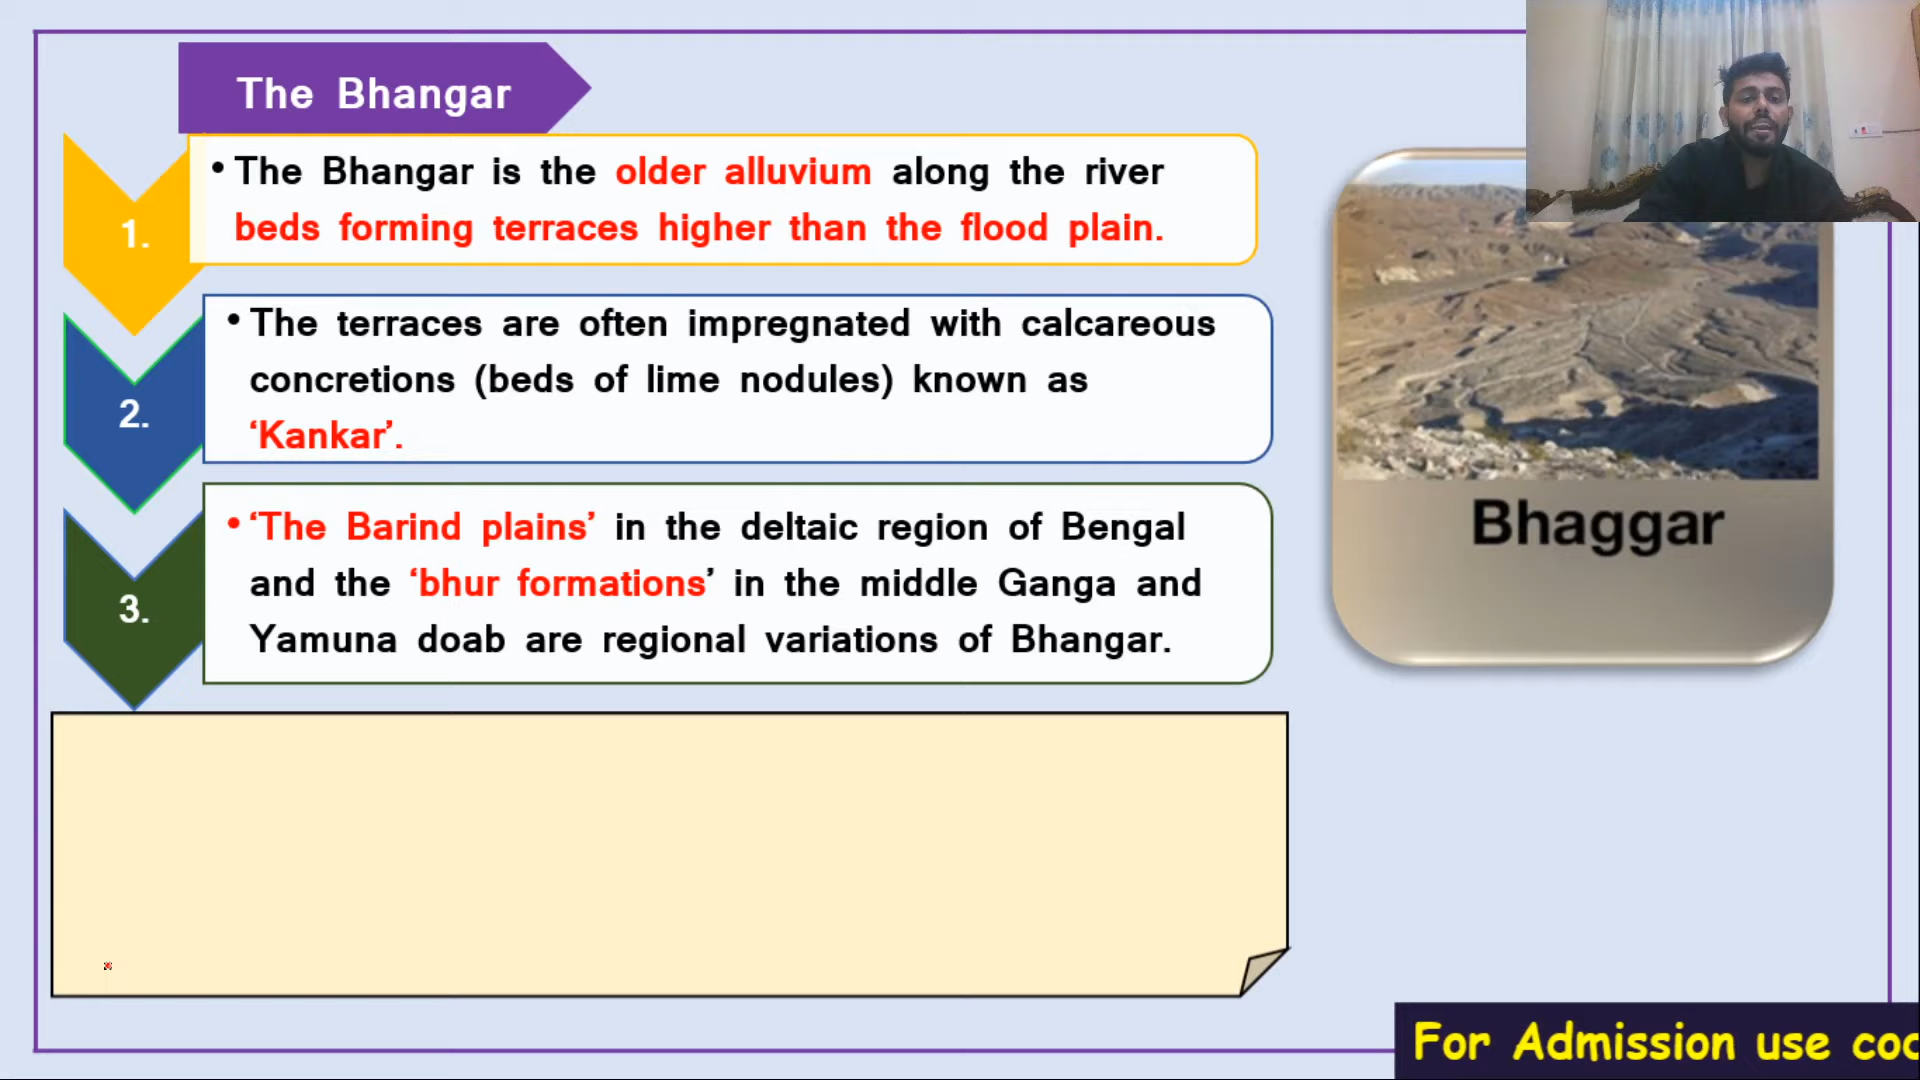 The Bhangar
1.
• The Bhangar is the older alluvium along the river
beds forming terraces higher than the flood plain.
2.
• The terraces are often impregnated with calcareous
concretions (beds of lime nodules) known as
‘Kankar’.
3.
• ‘The Barind plains’ in the deltaic region of Bengal
and the ‘bhur formations’ in the middle Ganga and
Yamuna doab are regional variations of Bhangar.
Bhaggar
For Admission use